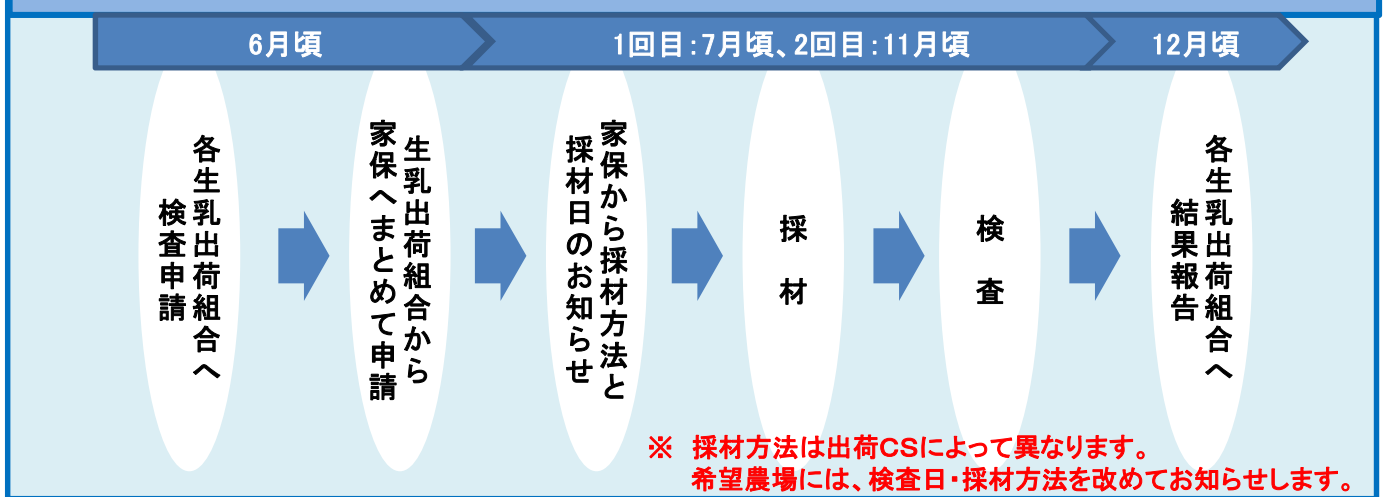 6月頃
1回目：7月頃、2回目：11月頃
12月頃
各生乳出荷組合へ
検査申請
生乳出荷組合から
家保へまとめて申請
家保から採材方法と
採材日のお知らせ
採材
検査
各生乳出荷組合へ
結果報告
※ 採材方法は出荷CSによって異なります。
希望農場には、検査日・採材方法を改めてお知らせします。